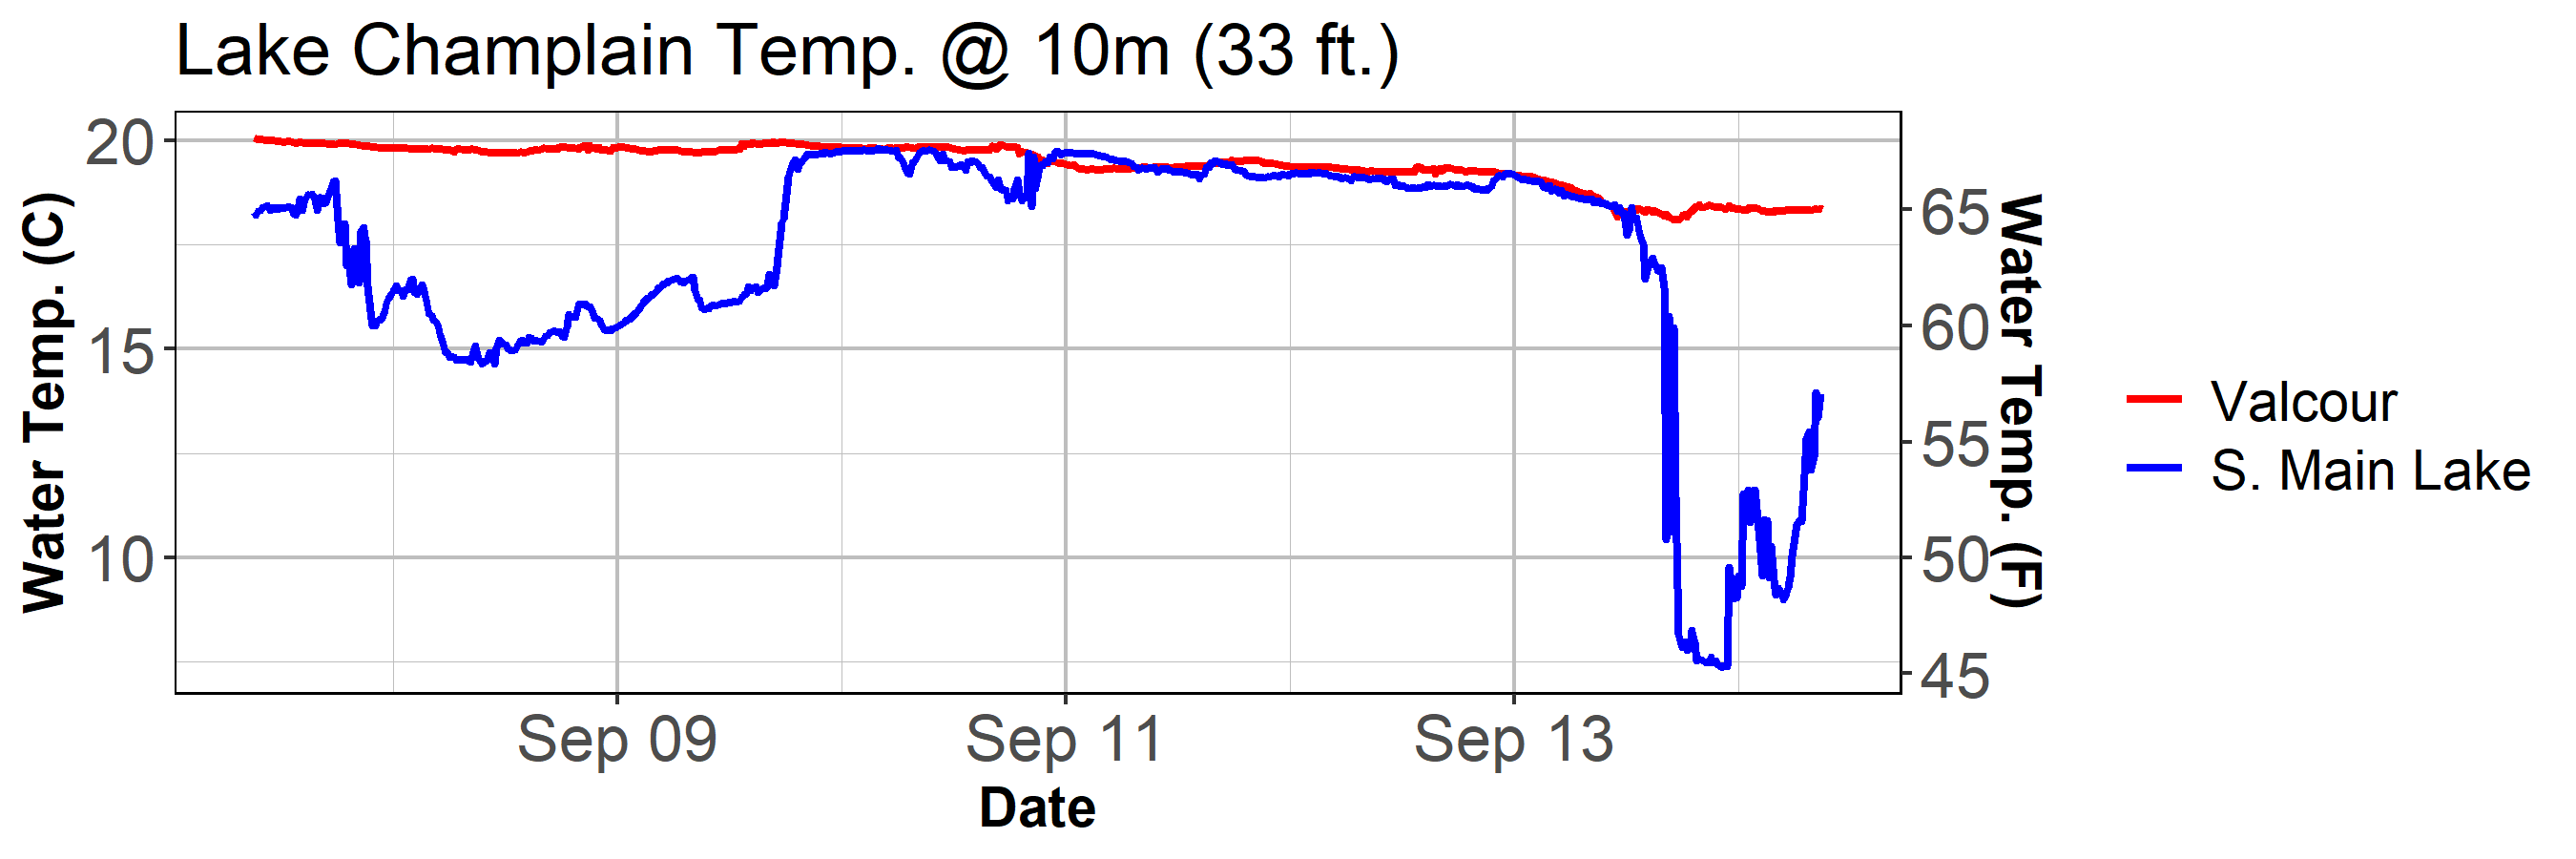 Lake Champlain Temp. @ 10m (33 ft.)
Water Temp. (C)
20
15
10
65
60
55
50
45
Water Temp. (F)
Sep 09
Sep 11
Sep 13
Date
Valcour
S. Main Lake